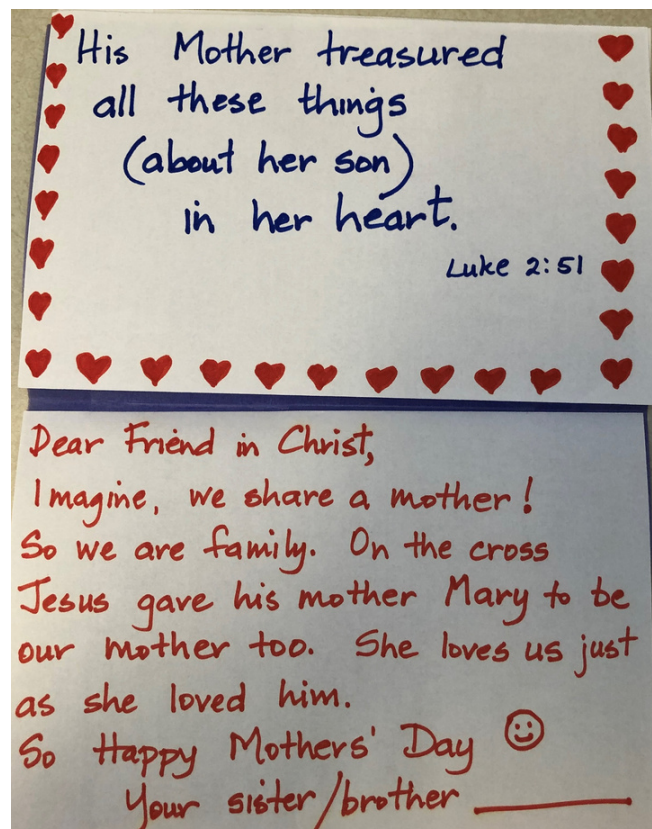 His Mother treasured
all these things
(about her son)
in her heart.
Luke 2:51
Dear Friend in Christ,
Imagine, we share a mother!
So we are family. On the cross
Jesus gave his mother Mary to be
our mother too. She loves us just
as she loved him.
So Happy Mothers' Day ☺
Your sister/brother ________